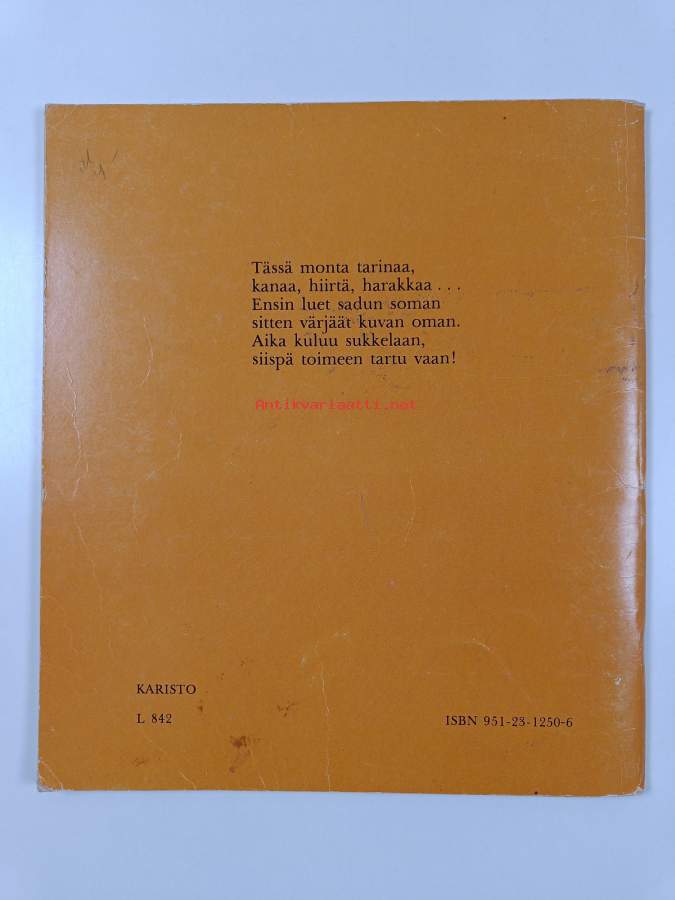 Tässä monta tarinaa,
kanaa, hiirtä, harakkaa . . .
Ensin luet sadun soman
sitten värjäät kuvan oman.
Aika kuluu sukkelaan,
siispä toimeen tartu vaan!
Antikvariaatti.net
KARISTO
L 842
ISBN 951-23-1250-6